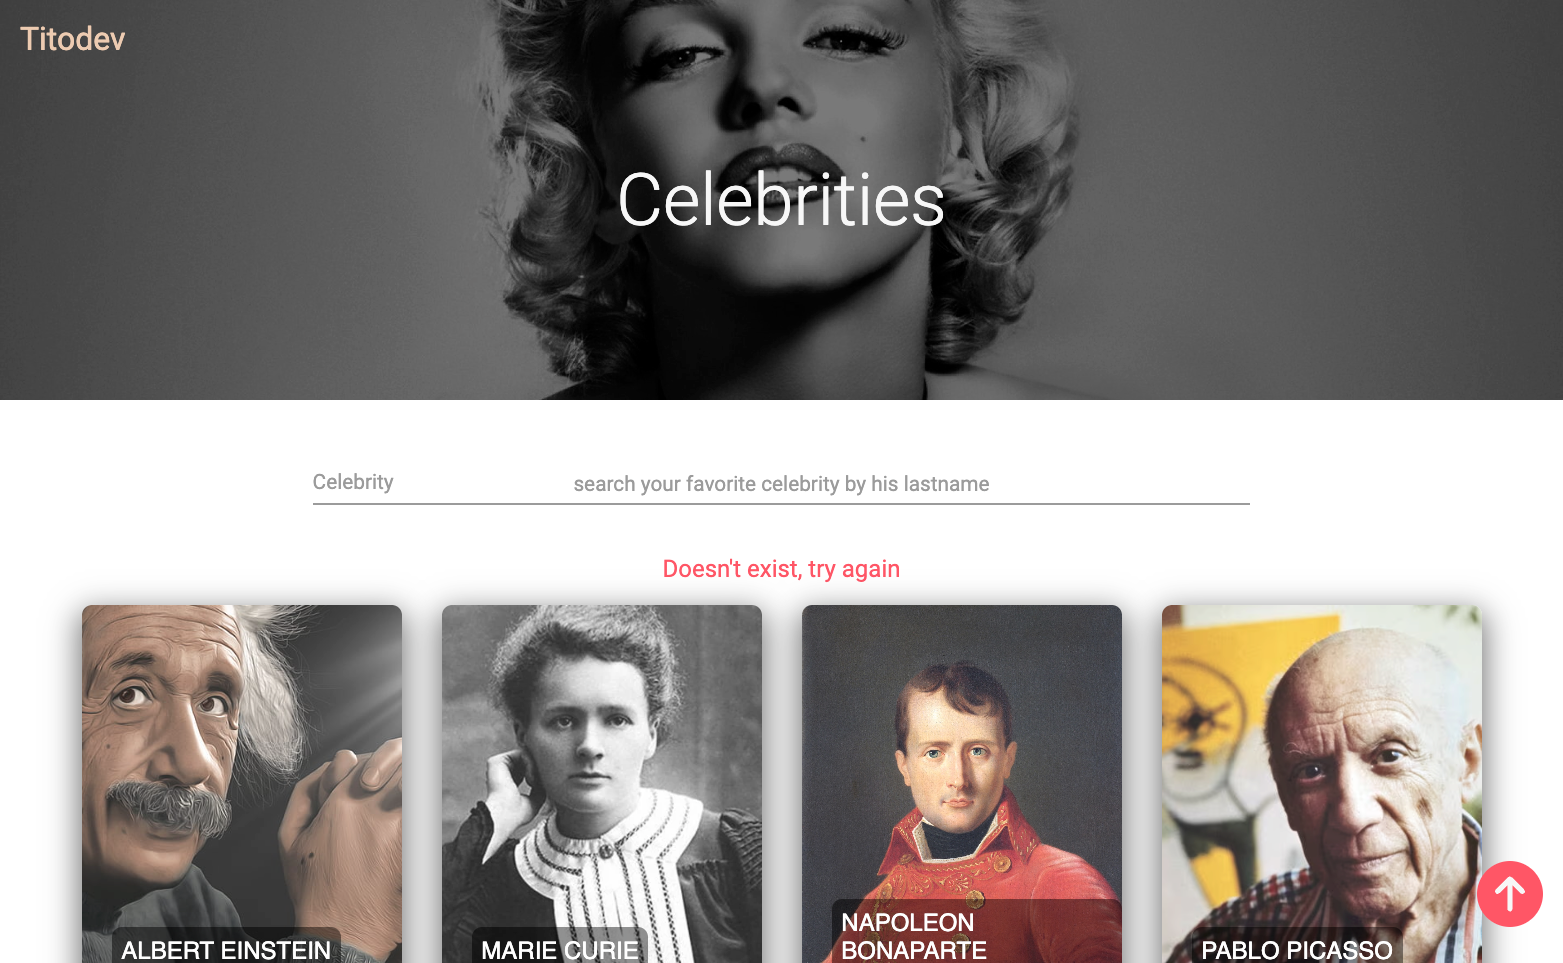 Titodev
Celebrities
Celebrity
search your favorite celebrity by his lastname
Doesn't exist, try again
ALBERT EINSTEIN
MARIE CURIE
NAPOLEON
BONAPARTE
PABLO PICASSO